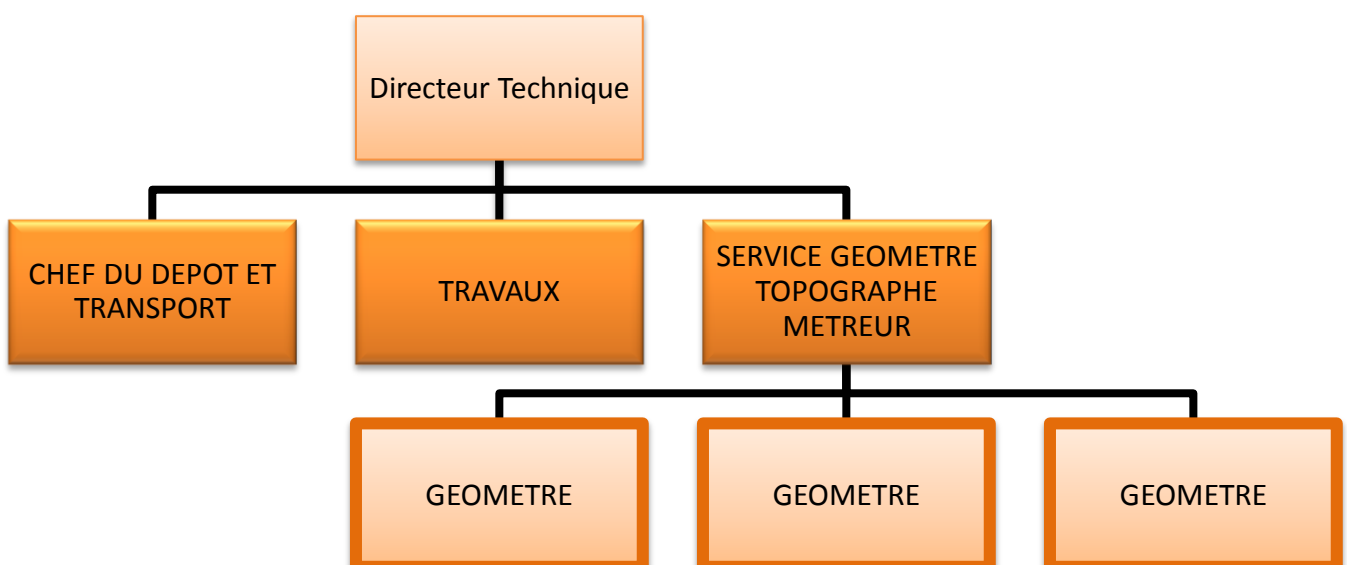 Directeur Technique
CHEF DU DEPOT ET
TRANSPORT
TRAVAUX
SERVICE GEOMETRE
TOPOGRAPHE
METREUR
GEOMETRE
GEOMETRE
GEOMETRE